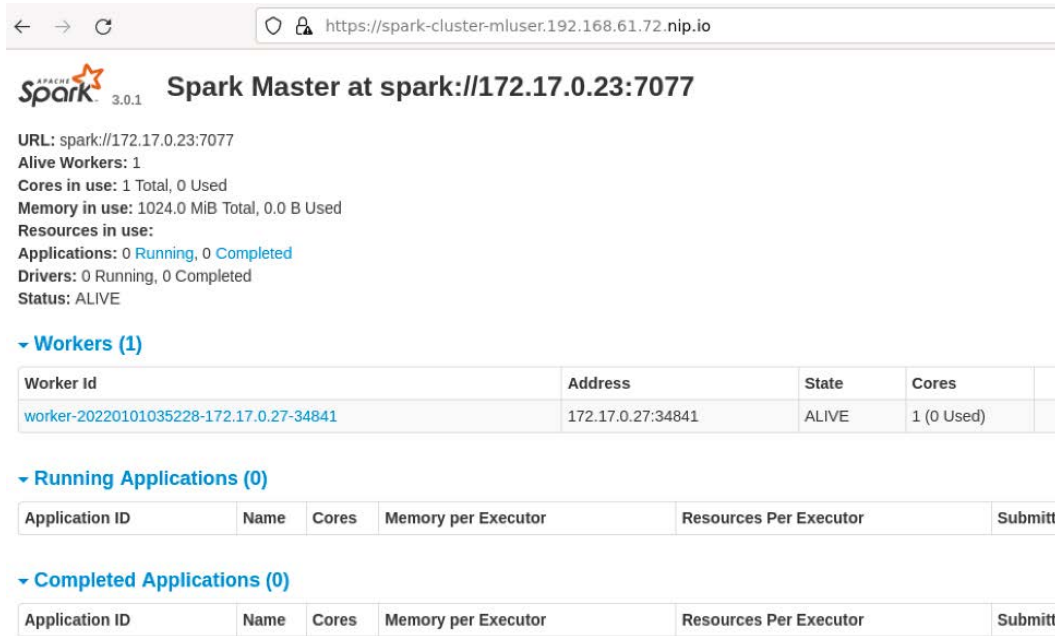 https://spark-cluster-mluser.192.168.61.72.nip.io
APACHE
Spark 3.0.1 Spark Master at spark://172.17.0.23:7077
URL: spark://172.17.0.23:7077
Alive Workers: 1
Cores in use: 1 Total, 0 Used
Memory in use: 1024.0 MiB Total, 0.0 B Used
Resources in use:
Applications: 0 Running, 0 Completed
Drivers: 0 Running, 0 Completed
Status: ALIVE
Workers (1)
Worker Id Address State Cores
worker-20220101035228-172.17.0.27-34841 172.17.0.27:34841 ALIVE 1 (0 Used)
Running Applications (0)
Application ID Name Cores Memory per Executor Resources Per Executor Submitt
Completed Applications (0)
Application ID Name Cores Memory per Executor Resources Per Executor Submitt